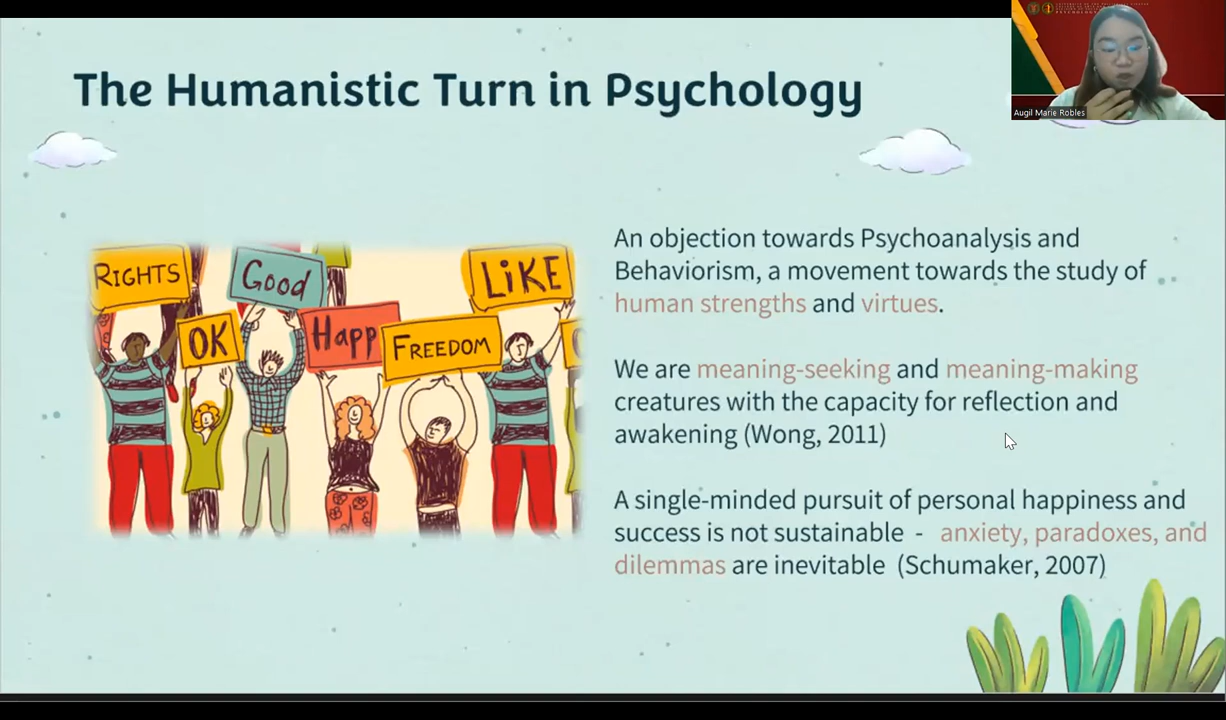 The Humanistic Turn in Psychology
Augil Marie Robles
RIGHTS
Good
LiKE
OK
Happ
FREEDOM
An objection towards Psychoanalysis and
Behaviorism, a movement towards the study of
human strengths and virtues.
We are meaning-seeking and meaning-making
creatures with the capacity for reflection and
awakening (Wong, 2011)
A single-minded pursuit of personal happiness and
success is not sustainable - anxiety, paradoxes, and
dilemmas are inevitable (Schumaker, 2007)